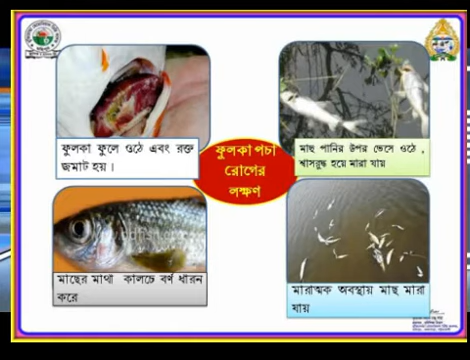 ফুলকা ফুলে ওঠে এবং রক্ত
জমাট হয়।
মাছ পানির উপর ভেসে ওঠে ,
শ্বাসরুদ্ধ হয়ে মারা যায়
ফুলকা পচা
রোগের
লক্ষণ
মাছের মাথা কালচে বর্ণ ধারন
করে
মারাত্মক অবস্থায় মাছ মারা
যায়